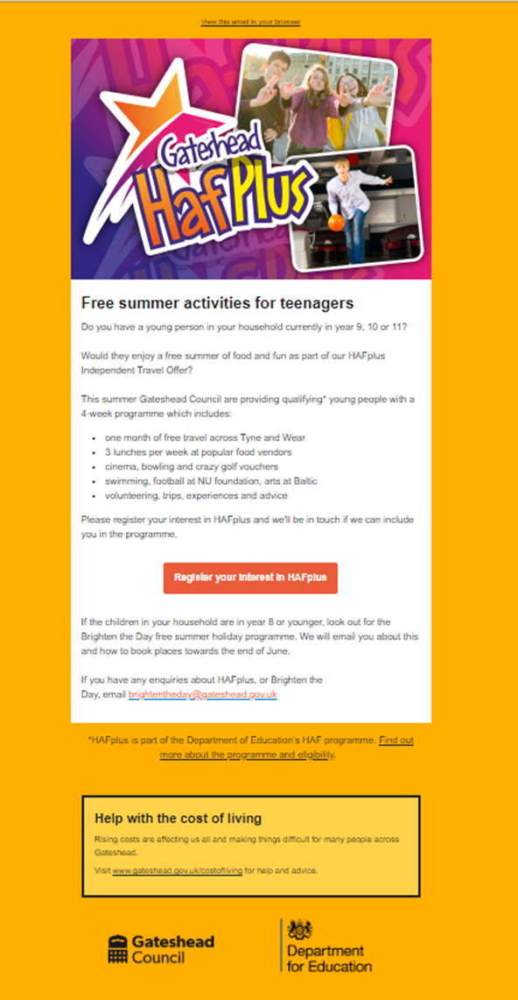 View this email in your browser
Gateshead
HafPlus
Free summer activities for teenagers
Do you have a young person in your household currently in year 9, 10 or 11?
Would they enjoy a free summer of food and fun as part of our HAFplus
Independent Travel Offer?
This summer Gateshead Council are providing qualifying* young people with a
4-week programme which includes:
• one month of free travel across Tyne and Wear
• 3 lunches per week at popular food vendors
• cinema, bowling and crazy golf vouchers
• swimming, football at NU foundation, arts at Baltic
• volunteering, trips, experiences and advice
Please register your interest in HAFplus and we'll be in touch if we can include
you in the programme.
Register your interest in HAFplus
If the children in your household are in year 8 or younger, look out for the
Brighten the Day free summer holiday programme. We will email you about this
and how to book places towards the end of June.
If you have any enquiries about HAFplus, or Brighten the
Day, email brightentheday@gateshead.gov.uk
*HAFplus is part of the Department of Education's HAF programme. Find out
more about the programme and eligibility.
Help with the cost of living
Rising costs are affecting us all and making things difficult for many people across
Gateshead.
Visit www.gateshead.gov.uk/costofliving for help and advice.
Gateshead
Council
Department
for Education